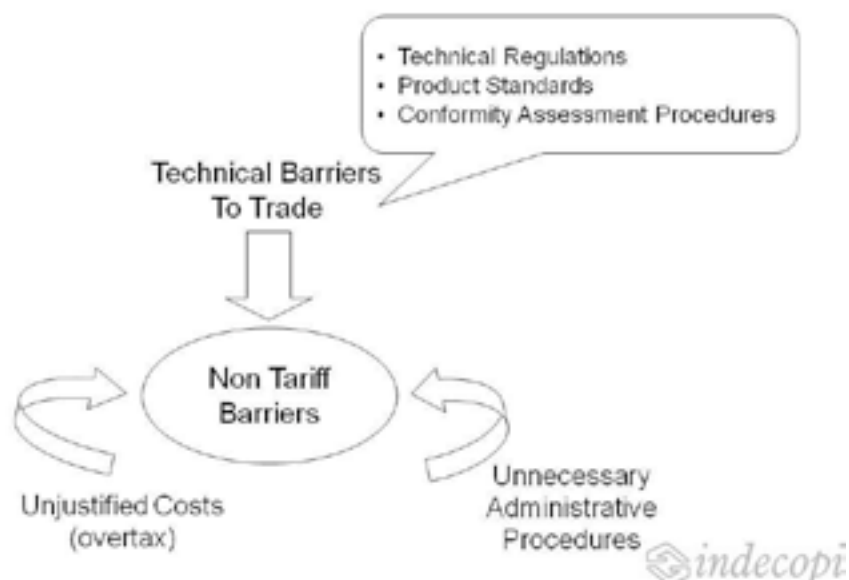 • Technical Regulations
• Product Standards
• Conformity Assessment Procedures
Technical Barriers
To Trade
Non Tariff
Barriers
Unjustified Costs
(overtax)
Unnecessary
Administrative
Procedures
indecopi